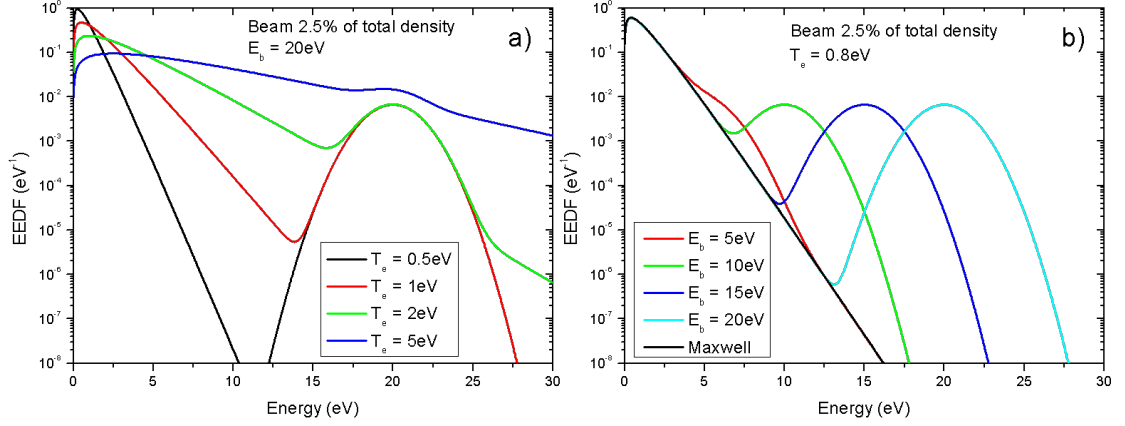 Beam 2.5% of total density
E_b = 20eV
a)
EEDF (eV⁻¹)
10⁰
10⁻¹
10⁻²
10⁻³
10⁻⁴
10⁻⁵
10⁻⁶
10⁻⁷
10⁻⁸
T_e = 0.5eV
T_e = 1eV
T_e = 2eV
T_e = 5eV
0 5 10 15 20 25 30
Energy (eV)
Beam 2.5% of total density
T_e = 0.8eV
b)
EEDF (eV⁻¹)
10⁰
10⁻¹
10⁻²
10⁻³
10⁻⁴
10⁻⁵
10⁻⁶
10⁻⁷
10⁻⁸
E_b = 5eV
E_b = 10eV
E_b = 15eV
E_b = 20eV
Maxwell
0 5 10 15 20 25 30
Energy (eV)